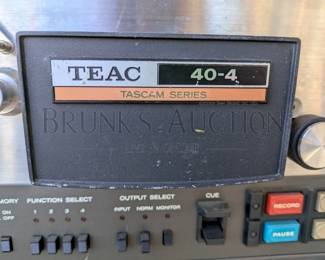 TEAC 40-4
TASCAM SERIES
BRUNK'S AUCTION
MEMORY FUNCTION SELECT OUTPUT SELECT CUE
ON 1 2 3 4 INPUT NORM MONITOR
OFF
RECORD
PAUSE